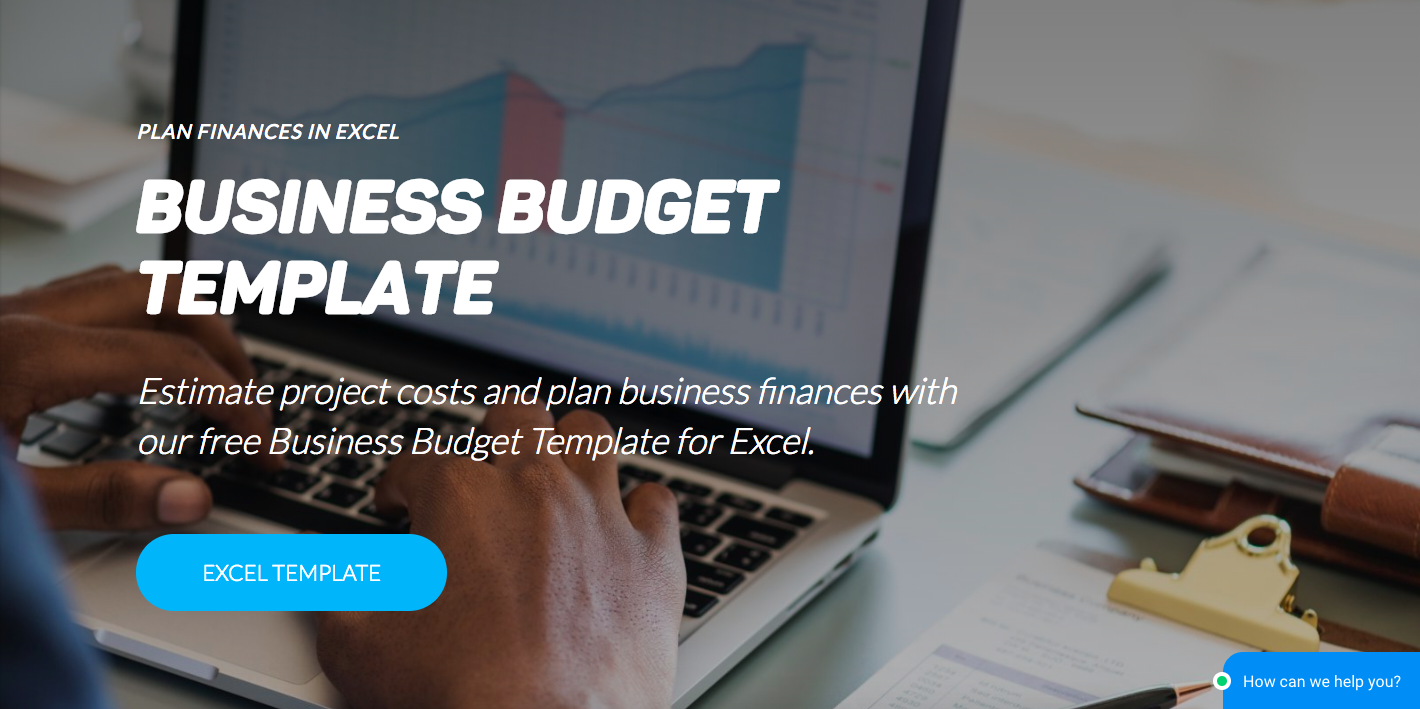 PLAN FINANCES IN EXCEL
BUSINESS BUDGET
TEMPLATE
Estimate project costs and plan business finances with
our free Business Budget Template for Excel.
EXCEL TEMPLATE
How can we help you?